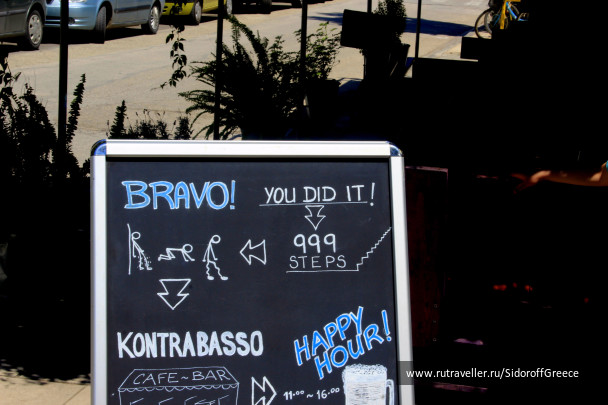 BRAVO! YOU DID IT!
999
STEPS
KONTRABASSO
HAPPY
HOUR!
CAFE~BAR
11.00 ~ 16.00
www.rutraveller.ru/SidoroffGreece